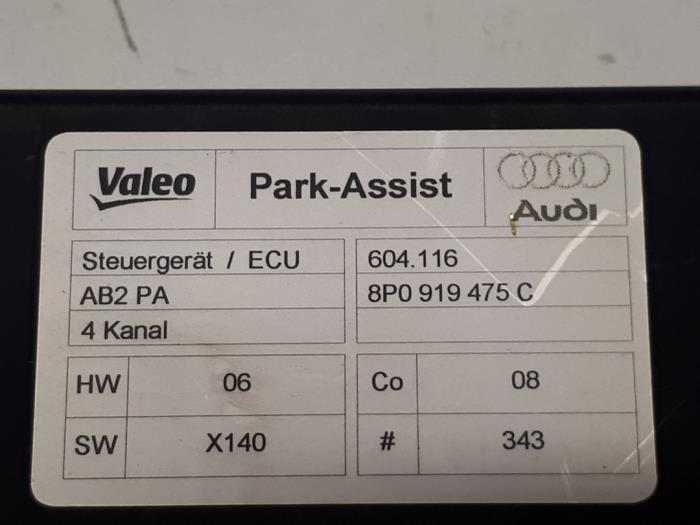 Valeo Park-Assist Audi
Steuergerät / ECU 604.116
AB2 PA 8P0 919 475 C
4 Kanal
HW 06 Co 08
SW X140 # 343